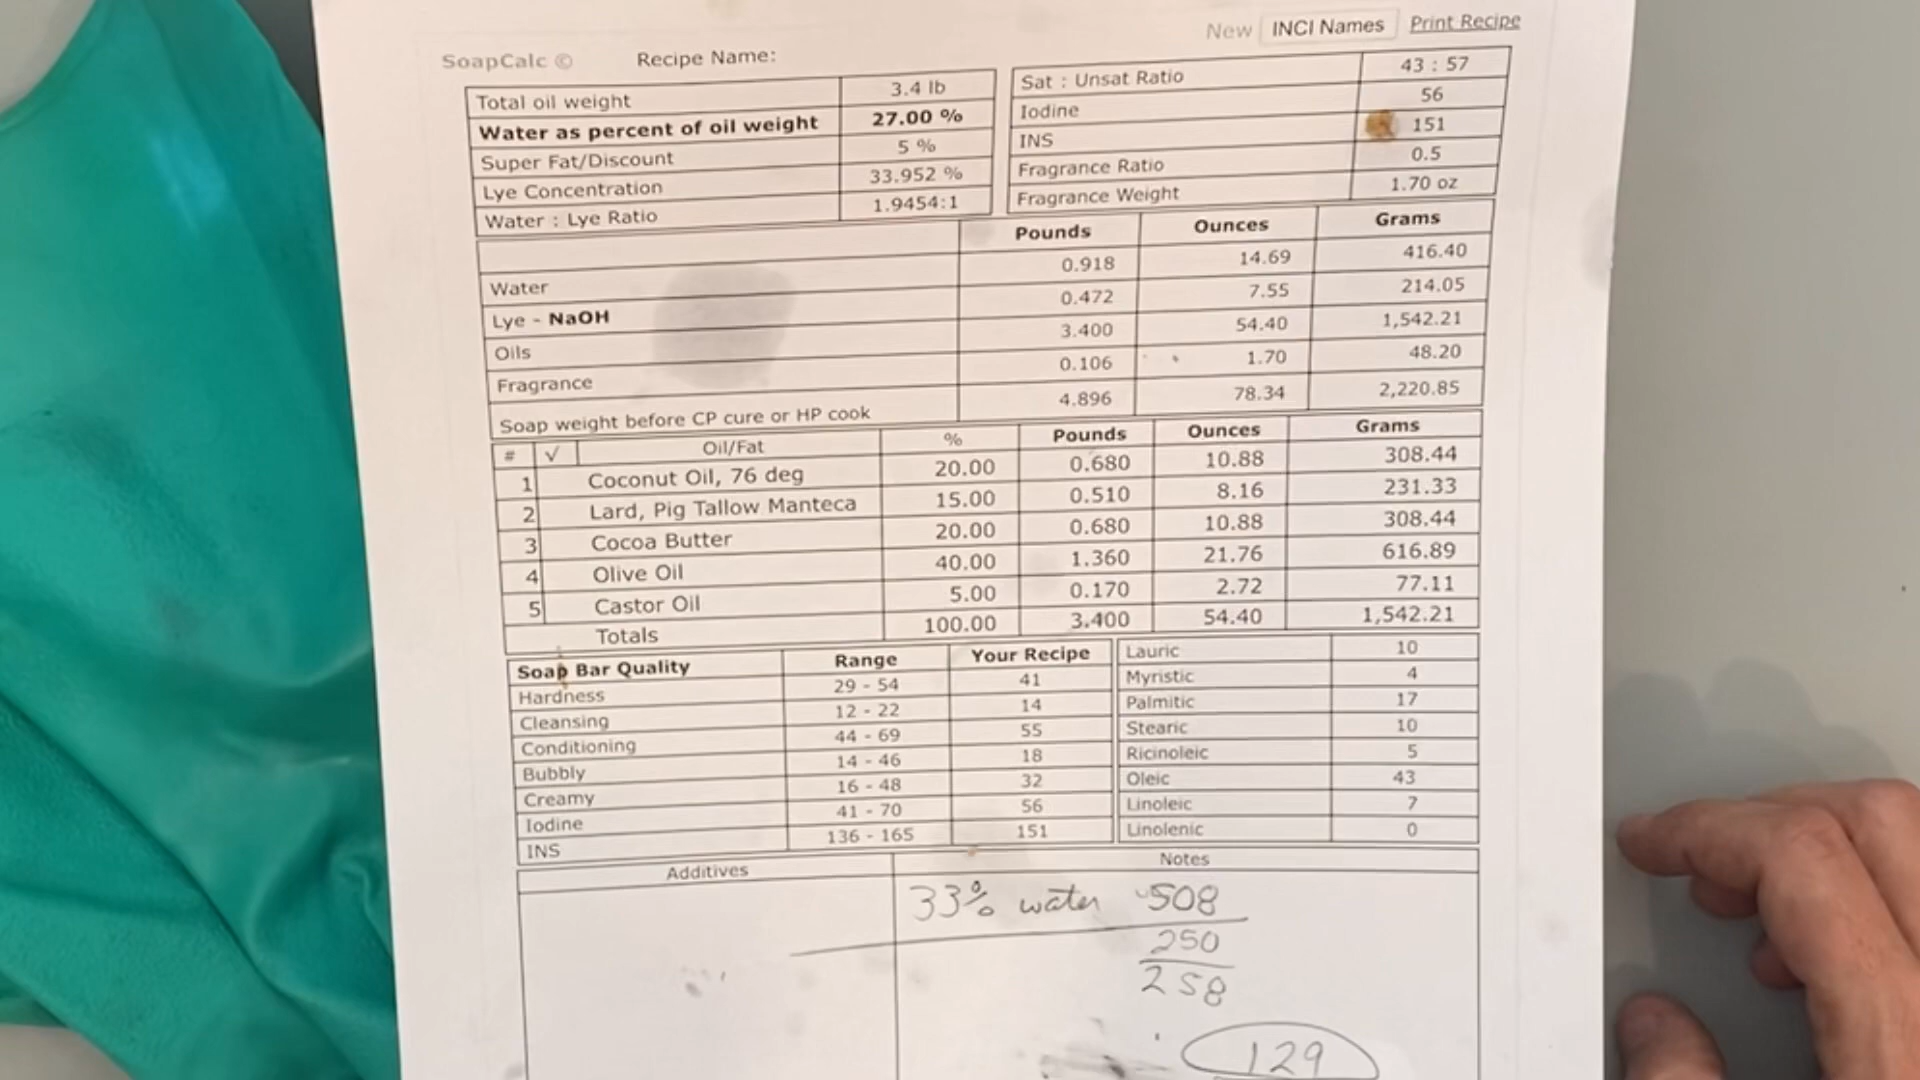 New INCI Names Print Recipe
SoapCalc © Recipe Name:
Total oil weight 3.4 lb
Water as percent of oil weight 27.00 %
Super Fat/Discount 5 %
Lye Concentration 33.952 %
Water : Lye Ratio 1.9454:1
Sat : Unsat Ratio 43 : 57
Iodine 56
INS 151
Fragrance Ratio 0.5
Fragrance Weight 1.70 oz
Pounds Ounces Grams
Water 0.918 14.69 416.40
Lye - NaOH 0.472 7.55 214.05
Oils 3.400 54.40 1,542.21
Fragrance 0.106 1.70 48.20
Soap weight before CP cure or HP cook 4.896 78.34 2,220.85
# √ Oil/Fat % Pounds Ounces Grams
1 Coconut Oil, 76 deg 20.00 0.680 10.88 308.44
2 Lard, Pig Tallow Manteca 15.00 0.510 8.16 231.33
3 Cocoa Butter 20.00 0.680 10.88 308.44
4 Olive Oil 40.00 1.360 21.76 616.89
5 Castor Oil 5.00 0.170 2.72 77.11
Totals 100.00 3.400 54.40 1,542.21
Soap Bar Quality Range Your Recipe
Hardness 29 - 54 41
Cleansing 12 - 22 14
Conditioning 44 - 69 55
Bubbly 14 - 46 18
Creamy 16 - 48 32
Iodine 41 - 70 56
INS 136 - 165 151
Lauric 10
Myristic 4
Palmitic 17
Stearic 10
Ricinoleic 5
Oleic 43
Linoleic 7
Linolenic 0
Additives Notes
33% water 508
250
258
129